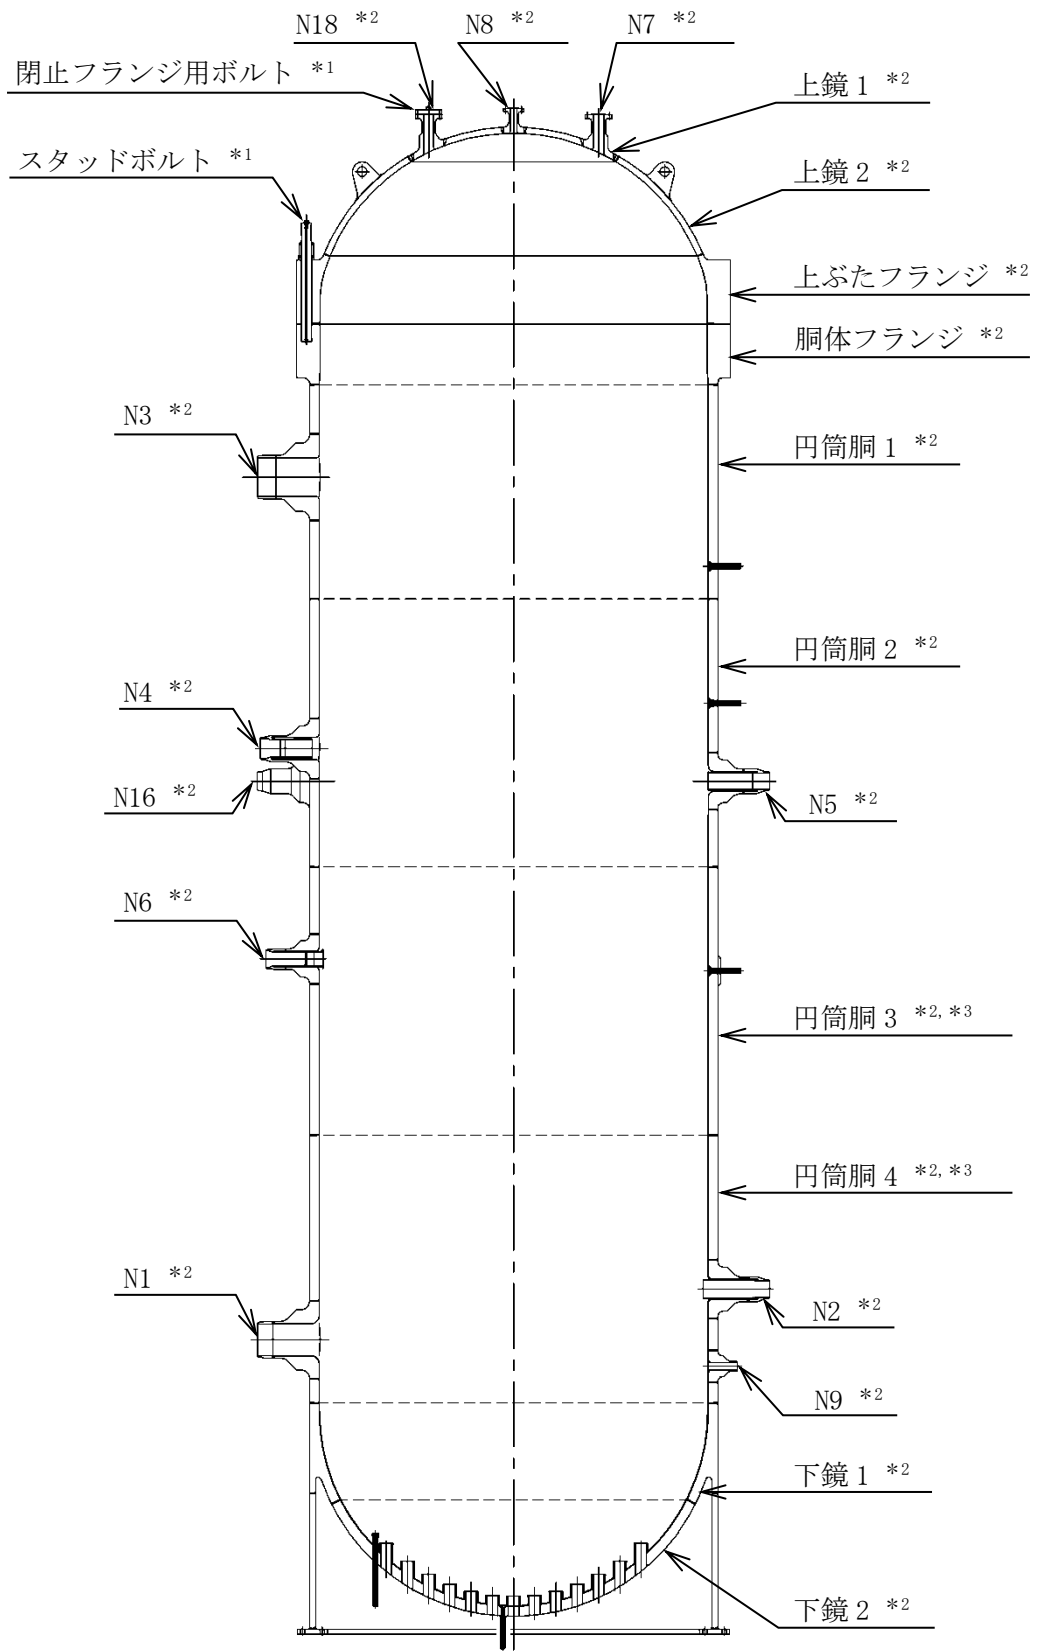 N18 *2
N8 *2
N7 *2
閉止フランジ用ボルト *1
上鏡1 *2
スタッドボルト *1
上鏡2 *2
上ぶたフランジ *2
胴体フランジ *2
N3 *2
円筒胴1 *2
円筒胴2 *2
N4 *2
N16 *2
N5 *2
N6 *2
円筒胴3 *2, *3
円筒胴4 *2, *3
N1 *2
N2 *2
N9 *2
下鏡1 *2
下鏡2 *2